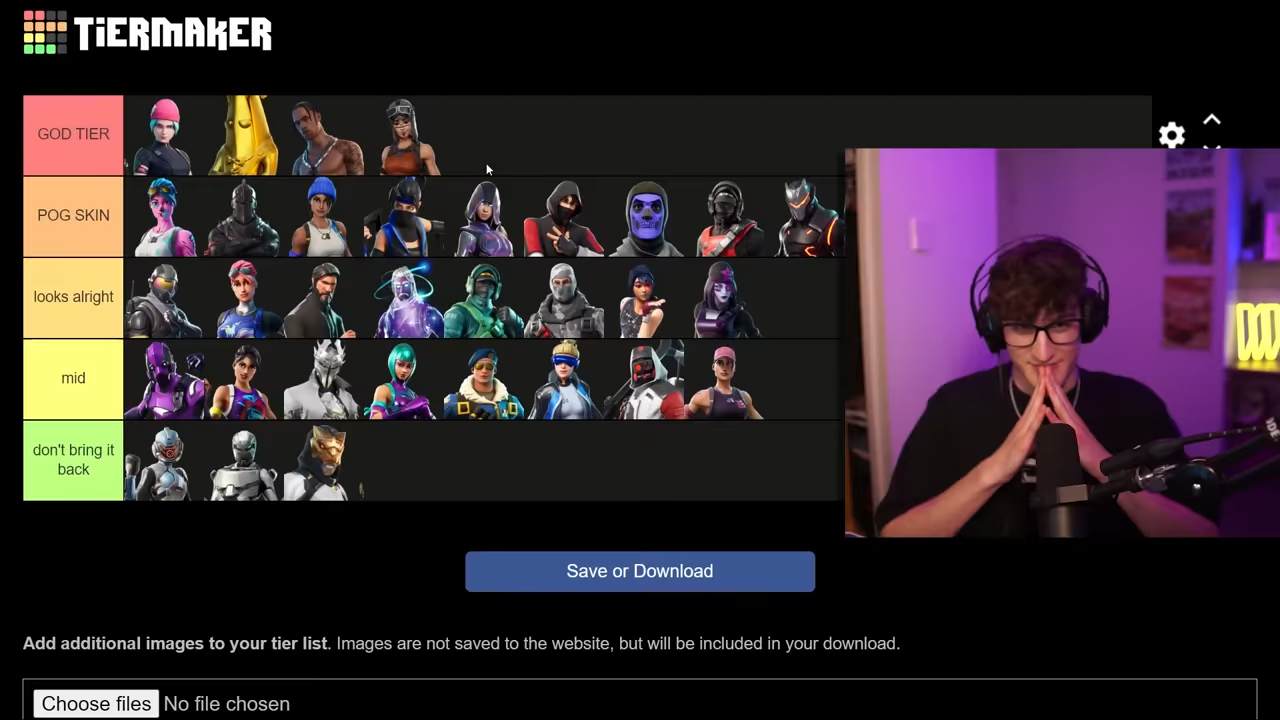 TiERMAKER
GOD TIER
POG SKIN
looks alright
mid
don't bring it
back
Save or Download
Add additional images to your tier list. Images are not saved to the website, but will be included in your download.
Choose files No file chosen